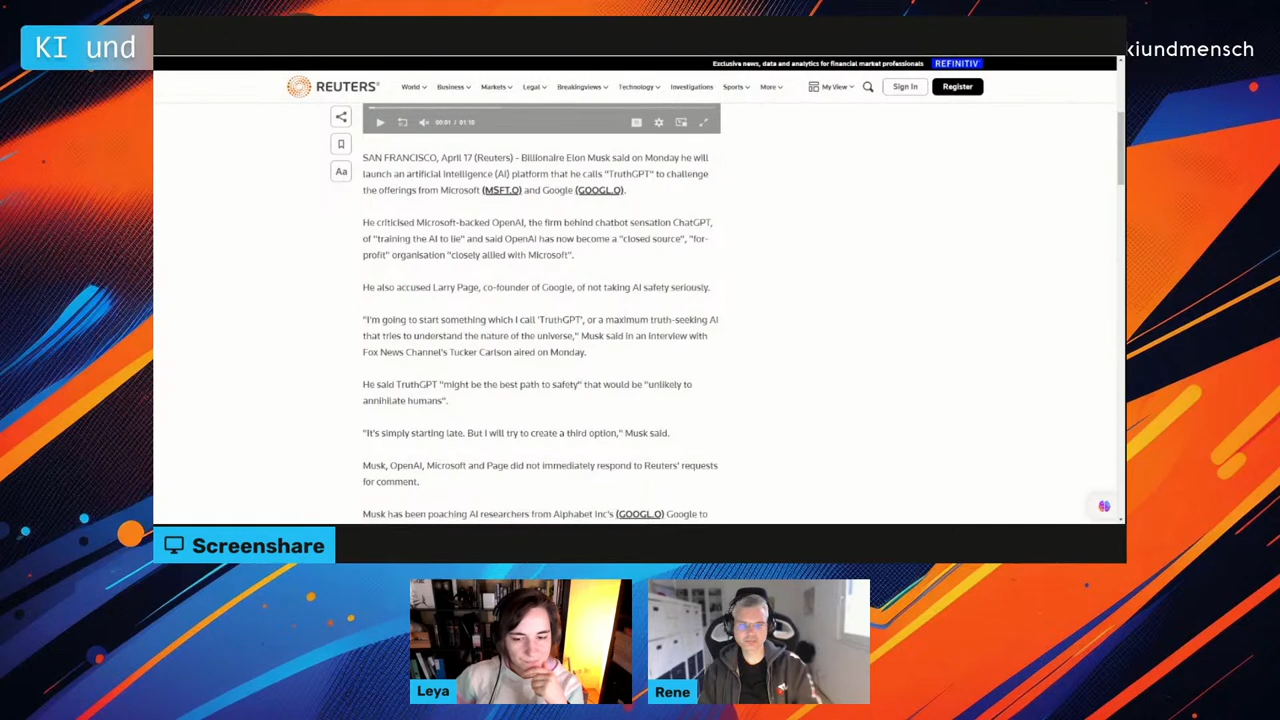 KI und
kiundmensch
Exclusive news, data and analytics for financial market professionals REFINITIV
REUTERS®
World Business Markets Legal Breakingviews Technology Investigations Sports More
My View Sign In Register
00:01 / 01:10
Aa
SAN FRANCISCO, April 17 (Reuters) - Billionaire Elon Musk said on Monday he will
launch an artificial intelligence (AI) platform that he calls "TruthGPT" to challenge
the offerings from Microsoft (MSFT.O) and Google (GOOGL.O).
He criticised Microsoft-backed OpenAI, the firm behind chatbot sensation ChatGPT,
of "training the AI to lie" and said OpenAI has now become a "closed source", "for-
profit" organisation "closely allied with Microsoft".
He also accused Larry Page, co-founder of Google, of not taking AI safety seriously.
"I'm going to start something which I call 'TruthGPT', or a maximum truth-seeking AI
that tries to understand the nature of the universe," Musk said in an interview with
Fox News Channel's Tucker Carlson aired on Monday.
He said TruthGPT "might be the best path to safety" that would be "unlikely to
annihilate humans".
"It's simply starting late. But I will try to create a third option," Musk said.
Musk, OpenAI, Microsoft and Page did not immediately respond to Reuters' requests
for comment.
Musk has been poaching AI researchers from Alphabet Inc's (GOOGL.O) Google to
Screenshare
Leya
Rene